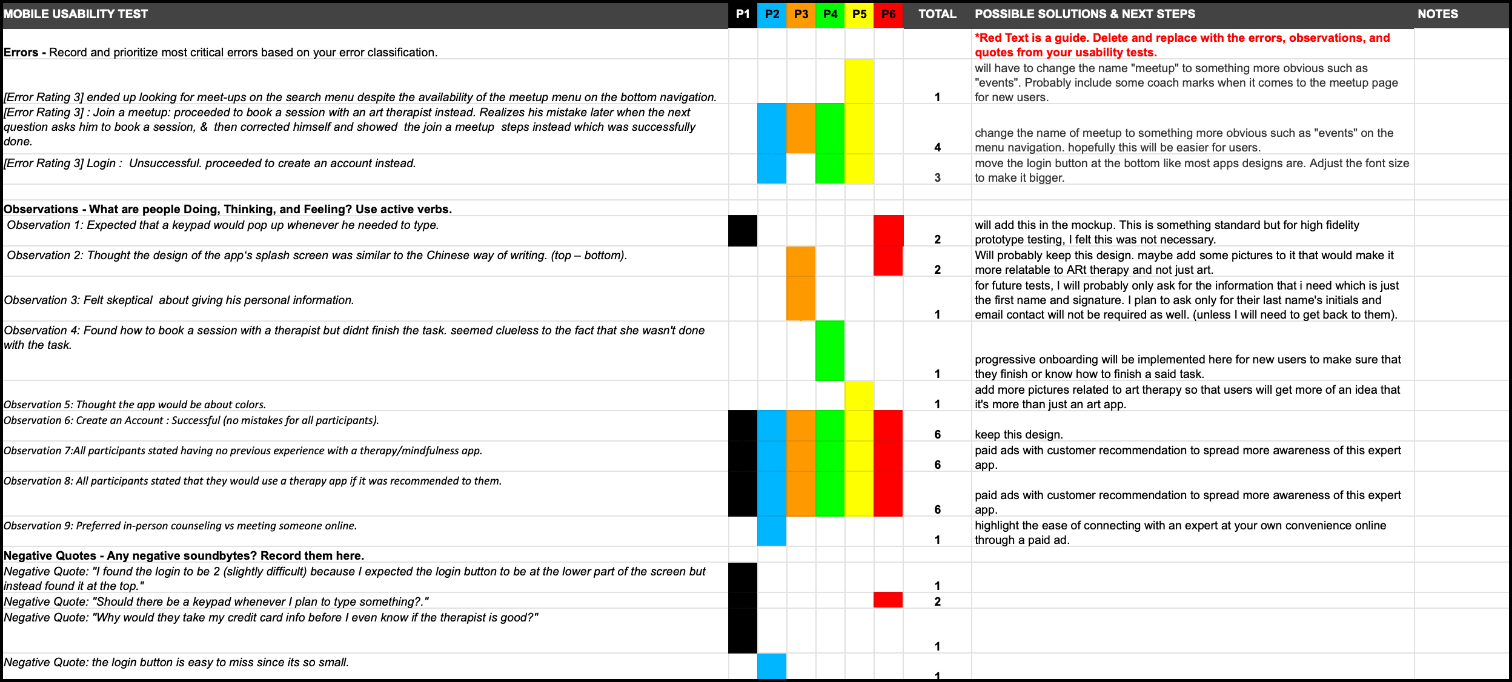 MOBILE USABILITY TEST P1 P2 P3 P4 P5 P6 TOTAL POSSIBLE SOLUTIONS & NEXT STEPS NOTES
Errors - Record and prioritize most critical errors based on your error classification.
*Red Text is a guide. Delete and replace with the errors, observations, and
quotes from your usability tests.
[Error Rating 3] ended up looking for meet-ups on the search menu despite the availability of the meetup menu on the bottom navigation.
1
will have to change the name "meetup" to something more obvious such as
"events". Probably include some coach marks when it comes to the meetup page
for new users.
[Error Rating 3] : Join a meetup: proceeded to book a session with an art therapist instead. Realizes his mistake later when the next
question asks him to book a session, & then corrected himself and showed the join a meetup steps instead which was successfully
done.
4
change the name of meetup to something more obvious such as "events" on the
menu navigation. hopefully this will be easier for users.
[Error Rating 3] Login : Unsuccessful. proceeded to create an account instead.
3
move the login button at the bottom like most apps designs are. Adjust the font size
to make it bigger.
Observations - What are people Doing, Thinking, and Feeling? Use active verbs.
Observation 1: Expected that a keypad would pop up whenever he needed to type.
2
will add this in the mockup. This is something standard but for high fidelity
prototype testing, I felt this was not necessary.
Observation 2: Thought the design of the app's splash screen was similar to the Chinese way of writing. (top – bottom).
2
Will probably keep this design. maybe add some pictures to it that would make it
more relatable to ARt therapy and not just art.
Observation 3: Felt skeptical about giving his personal information.
1
for future tests, I will probably only ask for the information that i need which is just
the first name and signature. I plan to ask only for their last name's initials and
email contact will not be required as well. (unless I will need to get back to them).
Observation 4: Found how to book a session with a therapist but didnt finish the task. seemed clueless to the fact that she wasn't done
with the task.
1
progressive onboarding will be implemented here for new users to make sure that
they finish or know how to finish a said task.
Observation 5: Thought the app would be about colors.
1
add more pictures related to art therapy so that users will get more of an idea that
it's more than just an art app.
Observation 6: Create an Account : Successful (no mistakes for all participants).
6
keep this design.
Observation 7:All participants stated having no previous experience with a therapy/mindfulness app.
6
paid ads with customer recommendation to spread more awareness of this expert
app.
Observation 8: All participants stated that they would use a therapy app if it was recommended to them.
6
paid ads with customer recommendation to spread more awareness of this expert
app.
Observation 9: Preferred in-person counseling vs meeting someone online.
1
highlight the ease of connecting with an expert at your own convenience online
through a paid ad.
Negative Quotes - Any negative soundbytes? Record them here.
Negative Quote: "I found the login to be 2 (slightly difficult) because I expected the login button to be at the lower part of the screen but
instead found it at the top."
1
Negative Quote: "Should there be a keypad whenever I plan to type something?."
2
Negative Quote: "Why would they take my credit card info before I even know if the therapist is good?"
1
Negative Quote: the login button is easy to miss since its so small.
1